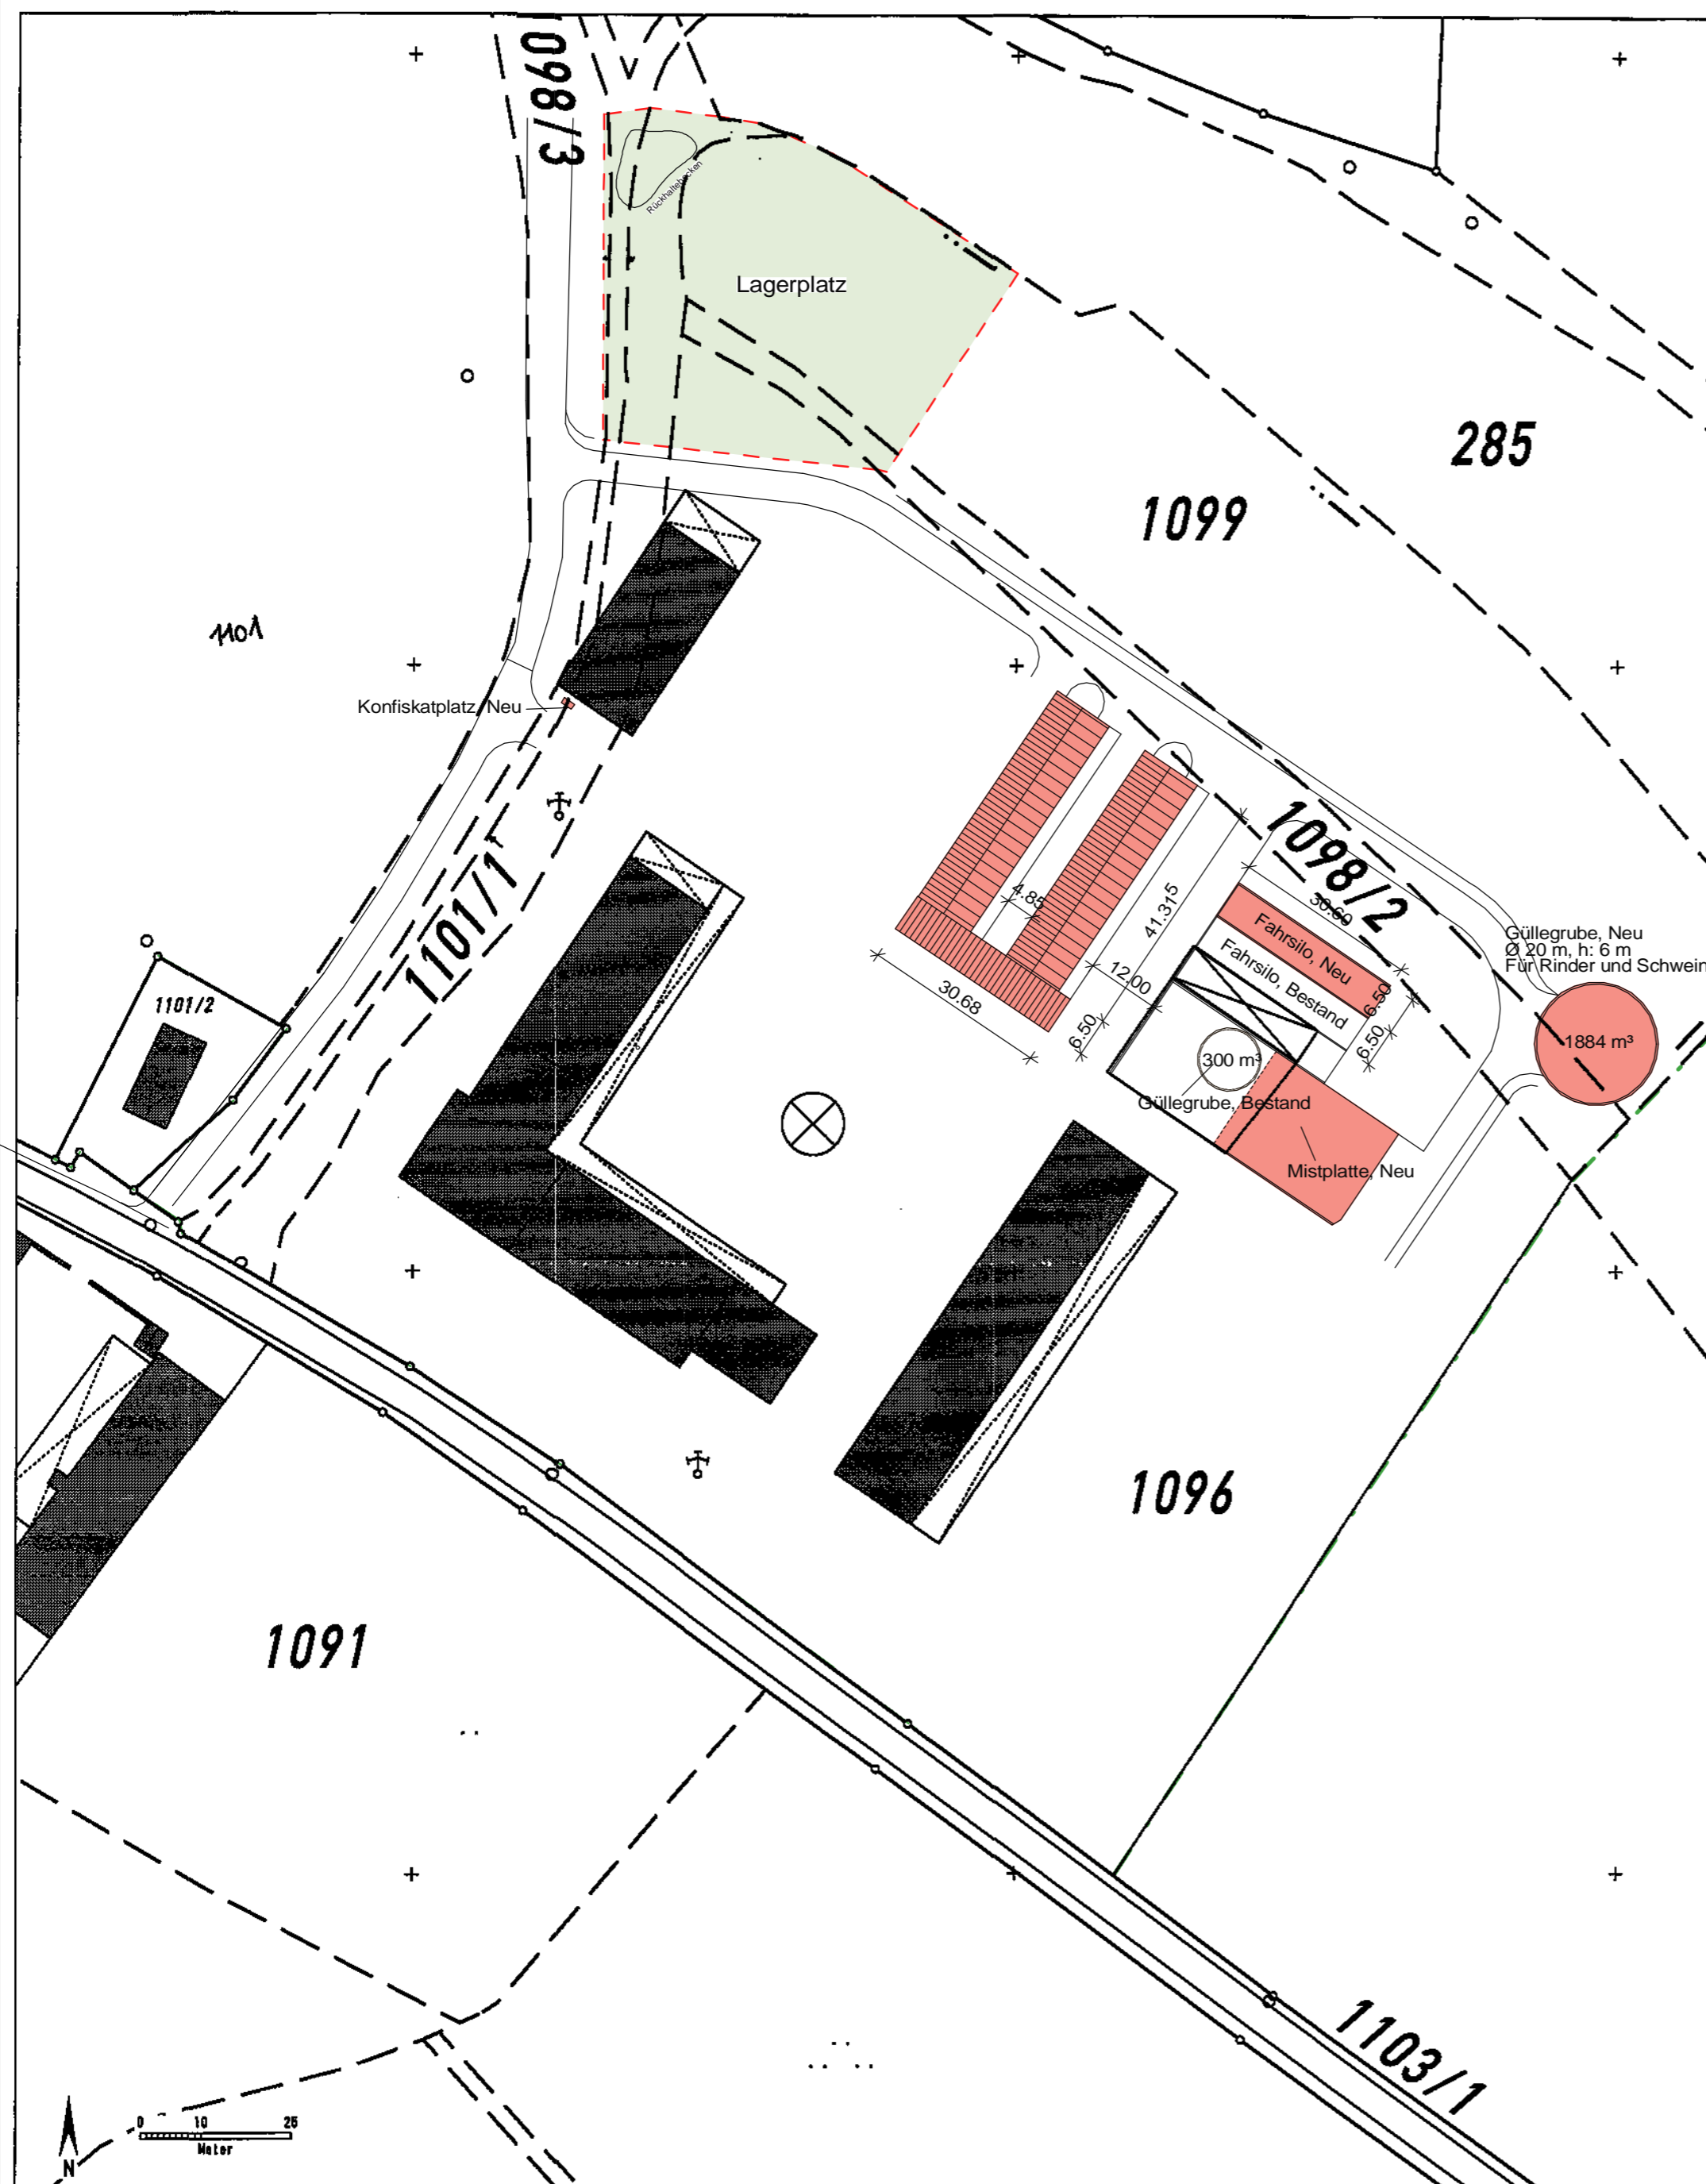 098/3
Rückhaltebecken
Lagerplatz
285
1099
1101
Konfiskatplatz, Neu
1098/2
1101/1
4.85
41.315
30.60
Fahrsilo, Neu
Fahrsilo, Bestand
Güllegrube, Neu
Ø 20 m, h: 6 m
Für Rinder und Schwein
12.00
30.68
6.50
6.50
6.50
1101/2
1884 m³
300 m³
Güllegrube, Bestand
Mistplatte, Neu
1096
1091
1103/1
0 10 25
Meter
N